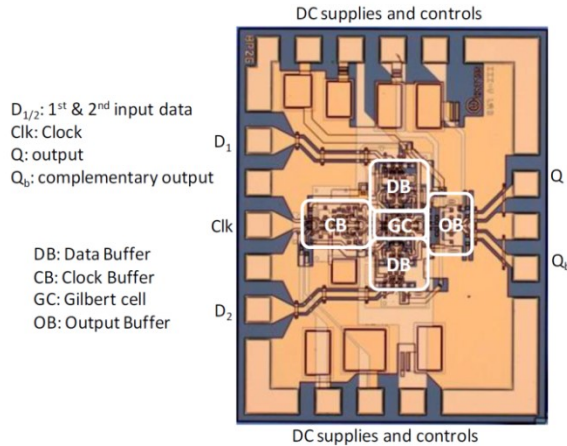 DC supplies and controls
D1/2: 1st & 2nd input data
Clk: Clock
Q: output
Qb: complementary output
D1
Q
DB
Clk
CB
GC
OB
DB: Data Buffer
CB: Clock Buffer
GC: Gilbert cell
OB: Output Buffer
DB
Qb
D2
DC supplies and controls